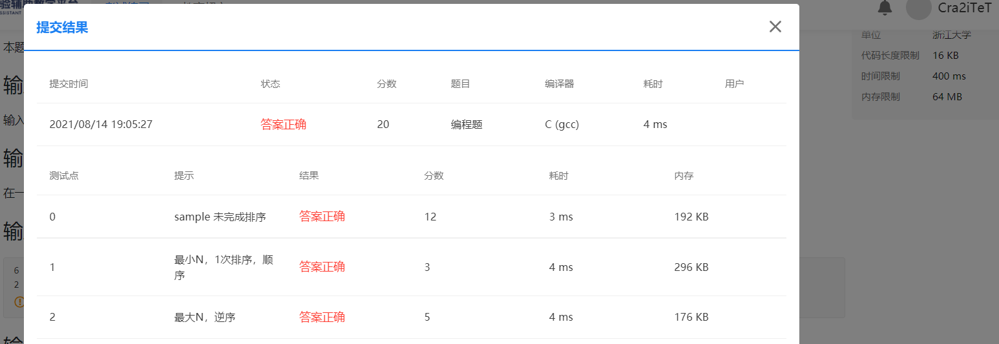 ASSISTANT
Cra2iTeT
提交结果
单位 浙江大学
本题
代码长度限制 16 KB
时间限制 400 ms
内存限制 64 MB
提交时间 状态 分数 题目 编译器 耗时 用户
2021/08/14 19:05:27 答案正确 20 编程题 C (gcc) 4 ms
输
输入
输
在一
输
测试点 提示 结果 分数 耗时 内存
0 sample 未完成排序 答案正确 12 3 ms 192 KB
1 最小N，1次排序，顺
序 答案正确 3 4 ms 296 KB
2 最大N，逆序 答案正确 5 4 ms 176 KB
6
2